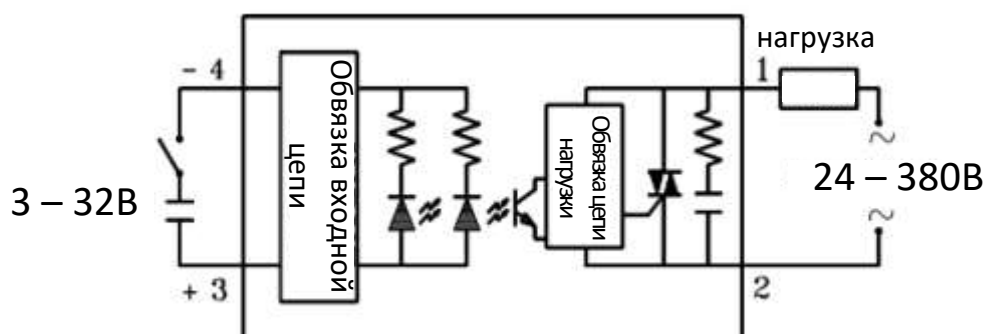 нагрузка
- 4
1
Обвязка входной
цепи
Обвязка цепи
нагрузки
3 – 32В
24 – 380В
+ 3
2